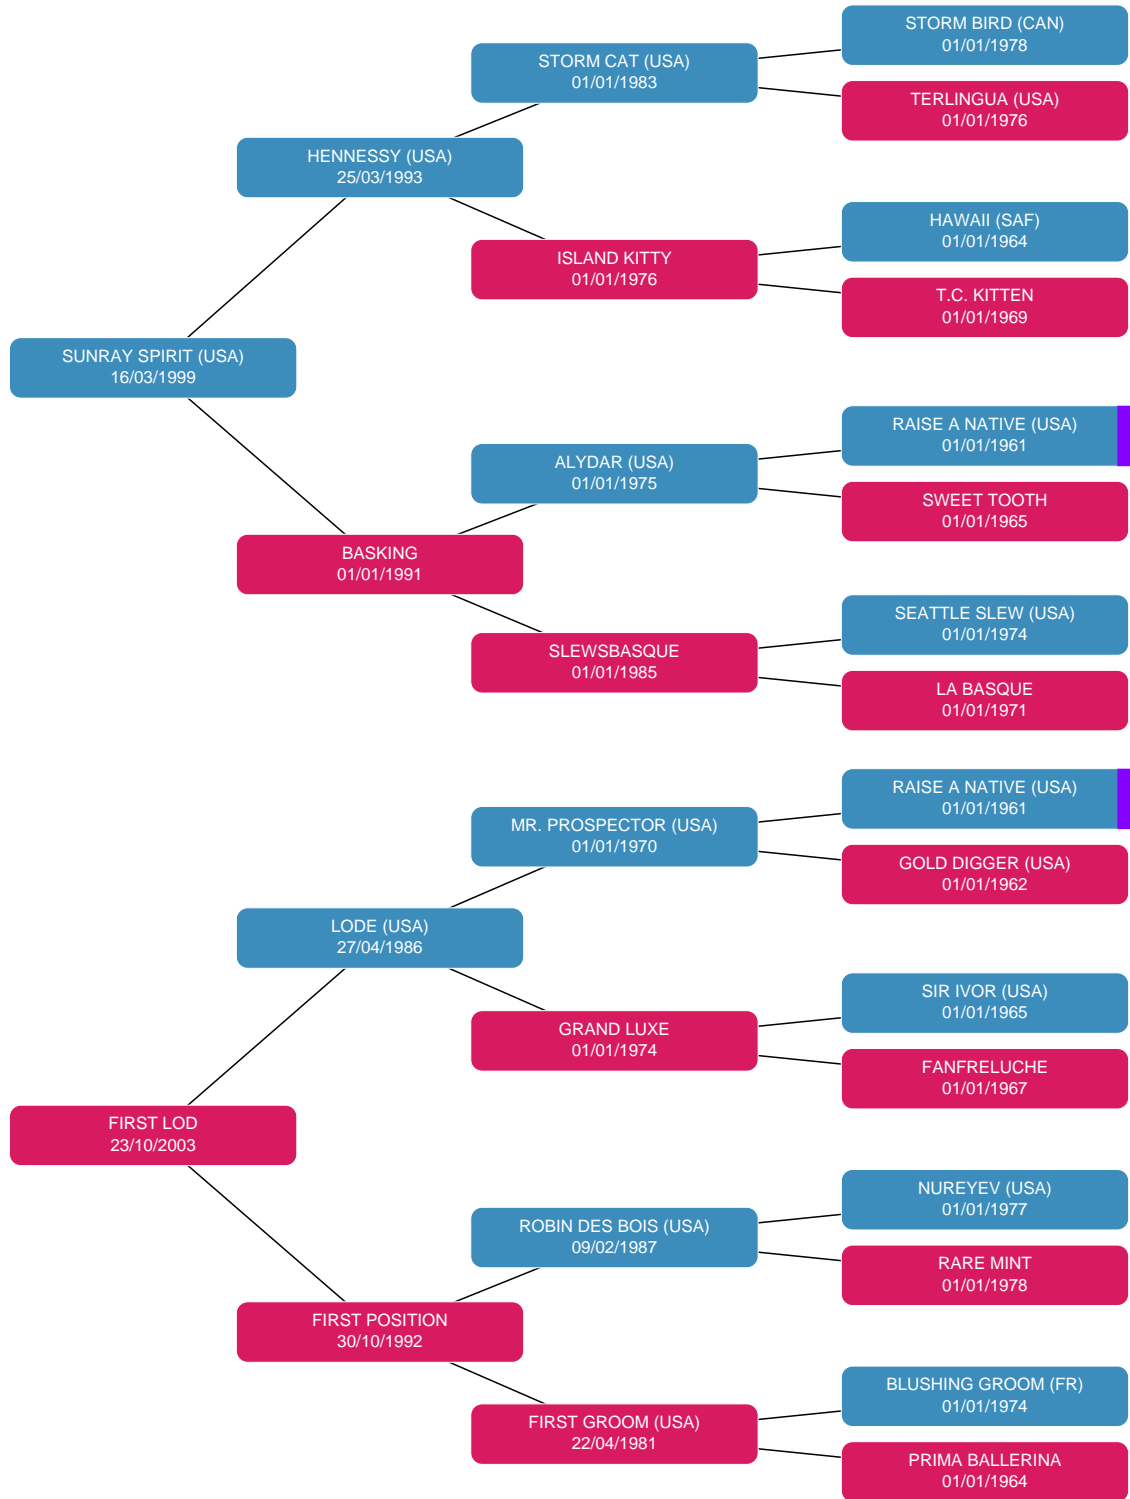 STORM BIRD (CAN)
01/01/1978
STORM CAT (USA)
01/01/1983
TERLINGUA (USA)
01/01/1976
HENNESSY (USA)
25/03/1993
HAWAII (SAF)
01/01/1964
ISLAND KITTY
01/01/1976
T.C. KITTEN
01/01/1969
SUNRAY SPIRIT (USA)
16/03/1999
RAISE A NATIVE (USA)
01/01/1961
ALYDAR (USA)
01/01/1975
SWEET TOOTH
01/01/1965
BASKING
01/01/1991
SEATTLE SLEW (USA)
01/01/1974
SLEWSBASQUE
01/01/1985
LA BASQUE
01/01/1971
RAISE A NATIVE (USA)
01/01/1961
MR. PROSPECTOR (USA)
01/01/1970
GOLD DIGGER (USA)
01/01/1962
LODE (USA)
27/04/1986
SIR IVOR (USA)
01/01/1965
GRAND LUXE
01/01/1974
FANFRELUCHE
01/01/1967
FIRST LOD
23/10/2003
NUREYEV (USA)
01/01/1977
ROBIN DES BOIS (USA)
09/02/1987
RARE MINT
01/01/1978
FIRST POSITION
30/10/1992
BLUSHING GROOM (FR)
01/01/1974
FIRST GROOM (USA)
22/04/1981
PRIMA BALLERINA
01/01/1964